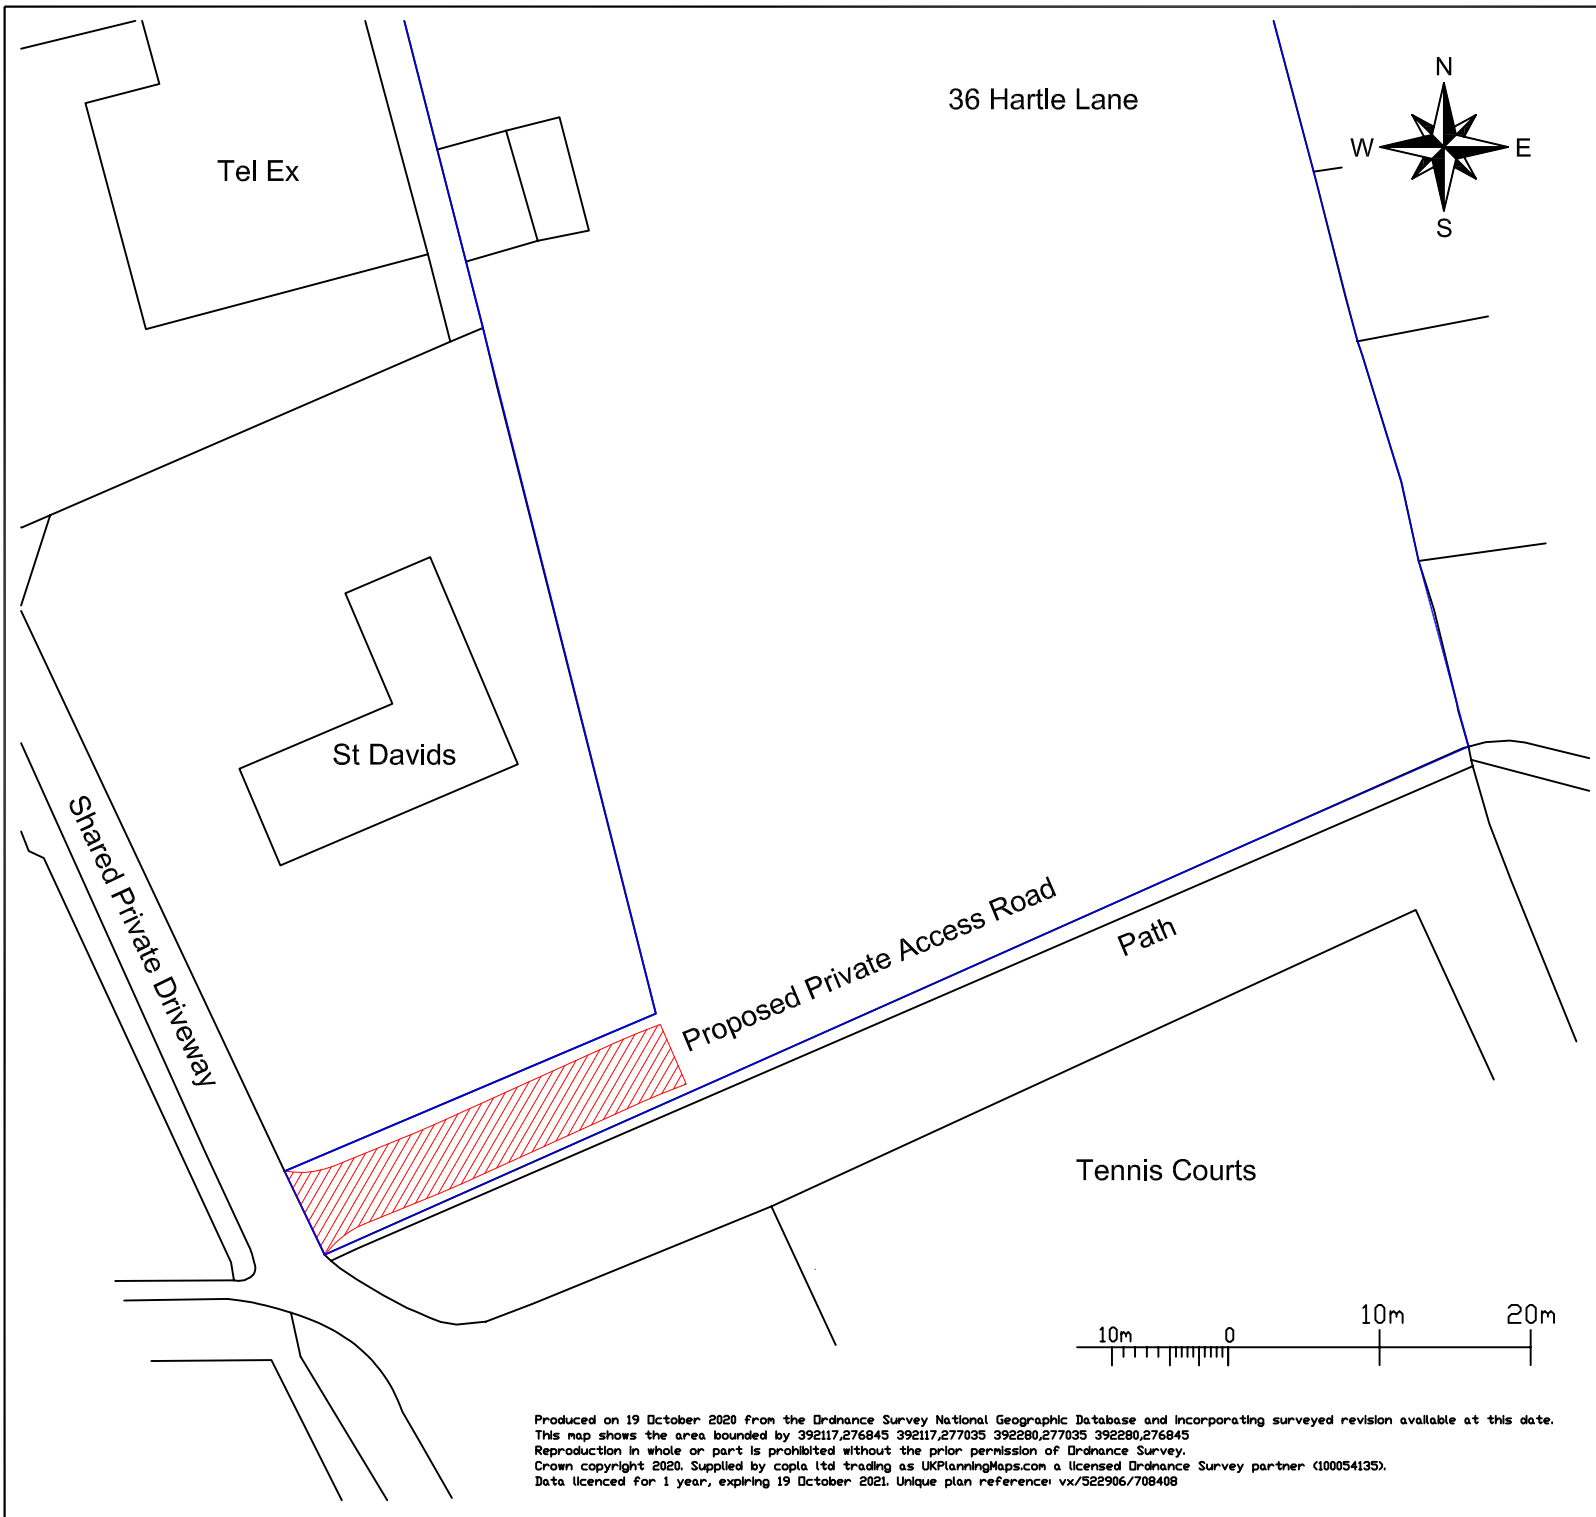 36 Hartle Lane
N
W
E
S
Tel Ex
St Davids
Shared Private Driveway
Proposed Private Access Road
Path
Tennis Courts
10m
0
10m
20m
Produced on 19 October 2020 from the Ordnance Survey National Geographic Database and incorporating surveyed revision available at this date.
This map shows the area bounded by 392117,276845 392117,277035 392280,277035 392280,276845
Reproduction in whole or part is prohibited without the prior permission of Ordnance Survey.
Crown copyright 2020. Supplied by copla ltd trading as UKPlanningMaps.com a licensed Ordnance Survey partner (100054135).
Data licenced for 1 year, expiring 19 October 2021. Unique plan reference: vx/522906/708408